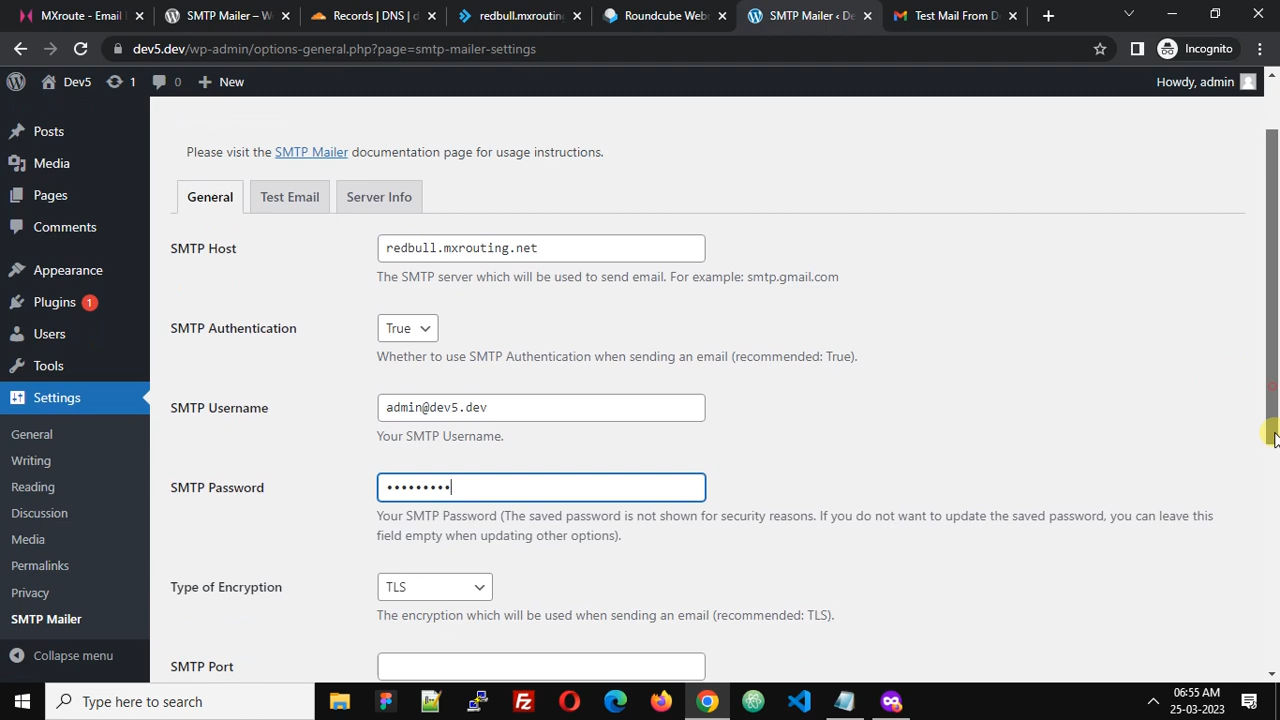 MXroute - Email
SMTP Mailer – W
Records | DNS | d
redbull.mxrouting
Roundcube Webm
SMTP Mailer ‹ De
Test Mail From D
dev5.dev/wp-admin/options-general.php?page=smtp-mailer-settings
Incognito
Dev5
1
0
New
Howdy, admin
Posts
Media
Pages
Comments
Appearance
Plugins 1
Users
Tools
Settings
General
Writing
Reading
Discussion
Media
Permalinks
Privacy
SMTP Mailer
Collapse menu
Please visit the SMTP Mailer documentation page for usage instructions.
General
Test Email
Server Info
SMTP Host
redbull.mxrouting.net
The SMTP server which will be used to send email. For example: smtp.gmail.com
SMTP Authentication
True
Whether to use SMTP Authentication when sending an email (recommended: True).
SMTP Username
admin@dev5.dev
Your SMTP Username.
SMTP Password
•••••••••
Your SMTP Password (The saved password is not shown for security reasons. If you do not want to update the saved password, you can leave this
field empty when updating other options).
Type of Encryption
TLS
The encryption which will be used when sending an email (recommended: TLS).
SMTP Port
Type here to search
06:55 AM
25-03-2023